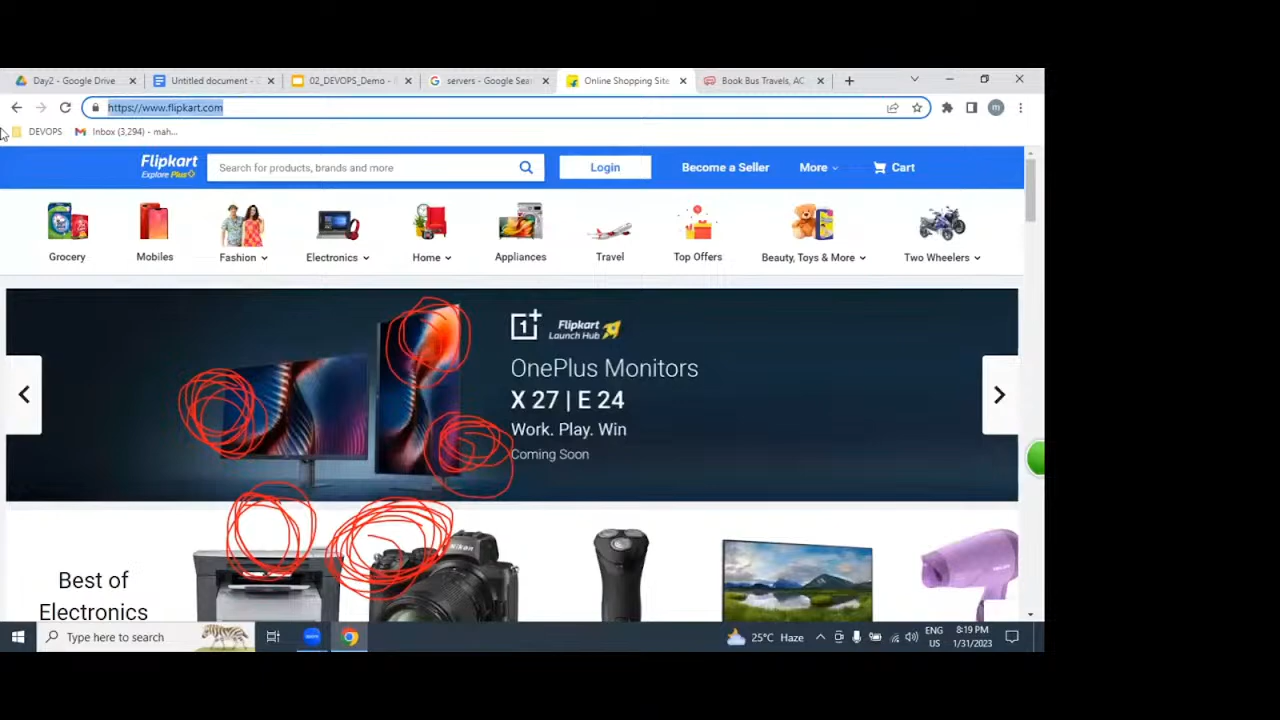 Day2 - Google Drive
Untitled document -
02_DEVOPS_Demo -
servers - Google Sea
Online Shopping Site
Book Bus Travels, AC
https://www.flipkart.com
m
DEVOPS
Inbox (3,294) - mah...
Flipkart
Explore Plus
Search for products, brands and more
Login
Become a Seller
More
Cart
Grocery
Mobiles
Fashion
Electronics
Home
Appliances
Travel
Top Offers
Beauty, Toys & More
Two Wheelers
1+
Flipkart
Launch Hub
OnePlus Monitors
X 27 | E 24
Work. Play. Win
Coming Soon
Nikon
Best of
Electronics
Type here to search
zoom
25°C Haze
ENG
US
8:19 PM
1/31/2023